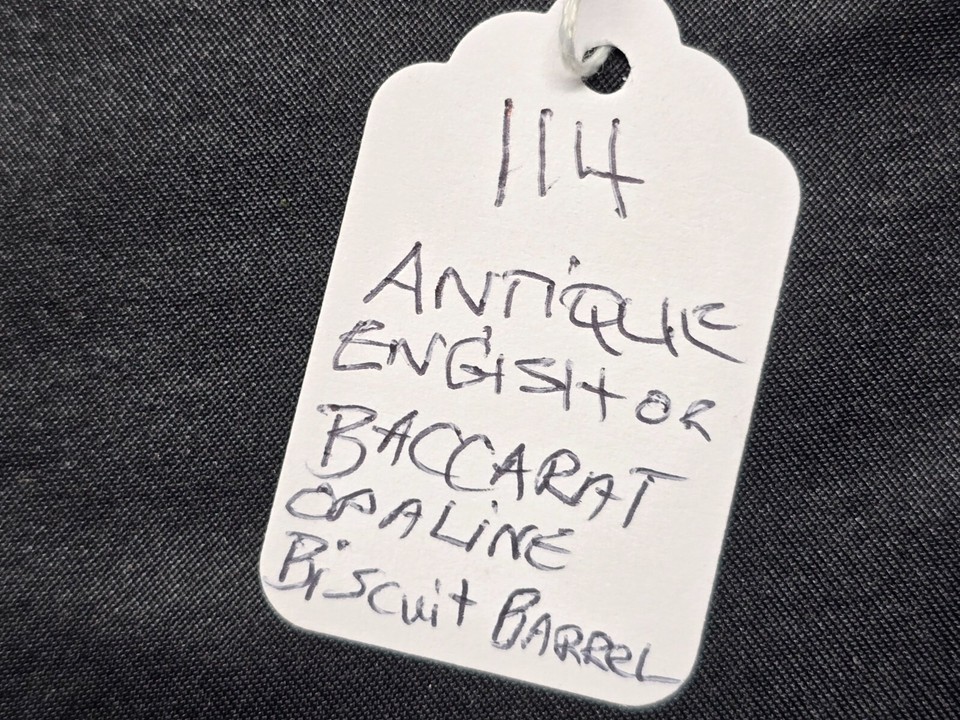 114
ANTiQUE
ENGISH OR
BACCARAT
OPALiNE
BiScuit BARReL